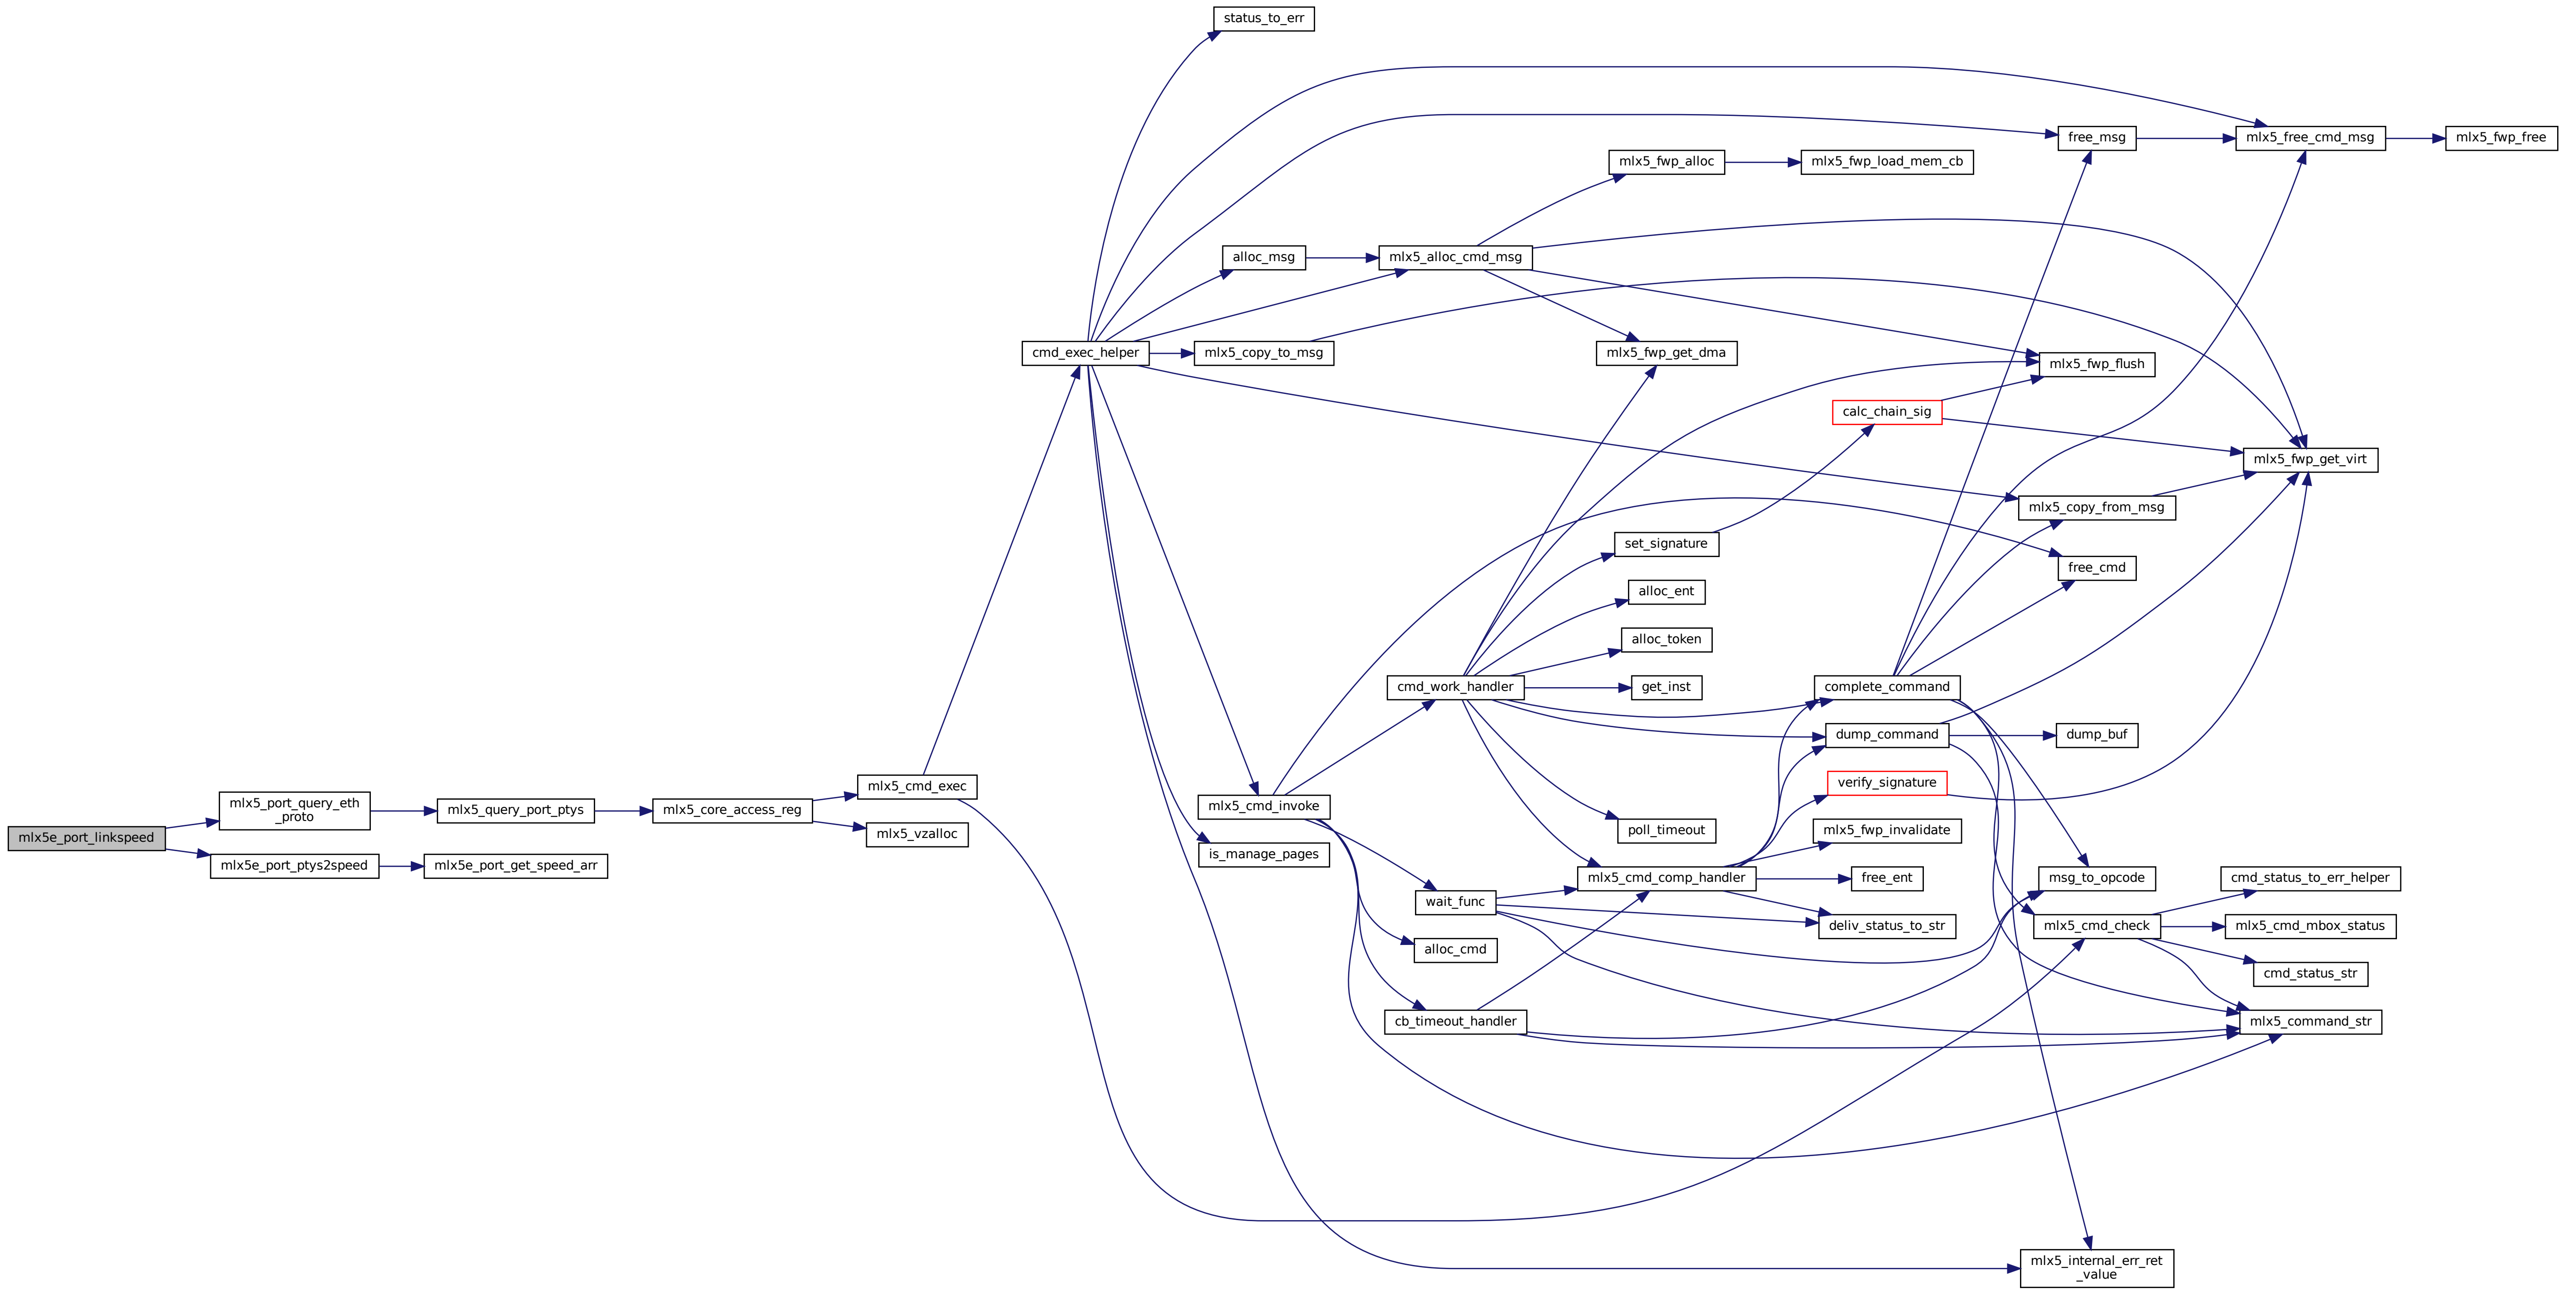 mlx5e_port_linkspeed
mlx5_port_query_eth
_proto
mlx5e_port_ptys2speed
mlx5_query_port_ptys
mlx5e_port_get_speed_arr
mlx5_core_access_reg
mlx5_cmd_exec
mlx5_vzalloc
cmd_exec_helper
status_to_err
alloc_msg
mlx5_copy_to_msg
mlx5_cmd_invoke
is_manage_pages
mlx5_alloc_cmd_msg
cmd_work_handler
wait_func
alloc_cmd
cb_timeout_handler
mlx5_fwp_alloc
mlx5_fwp_get_dma
set_signature
alloc_ent
alloc_token
get_inst
poll_timeout
mlx5_cmd_comp_handler
mlx5_fwp_load_mem_cb
calc_chain_sig
complete_command
dump_command
verify_signature
mlx5_fwp_invalidate
free_ent
deliv_status_to_str
free_msg
mlx5_fwp_flush
mlx5_copy_from_msg
free_cmd
dump_buf
msg_to_opcode
mlx5_cmd_check
mlx5_internal_err_ret
_value
mlx5_free_cmd_msg
mlx5_fwp_get_virt
cmd_status_to_err_helper
mlx5_cmd_mbox_status
cmd_status_str
mlx5_command_str
mlx5_fwp_free